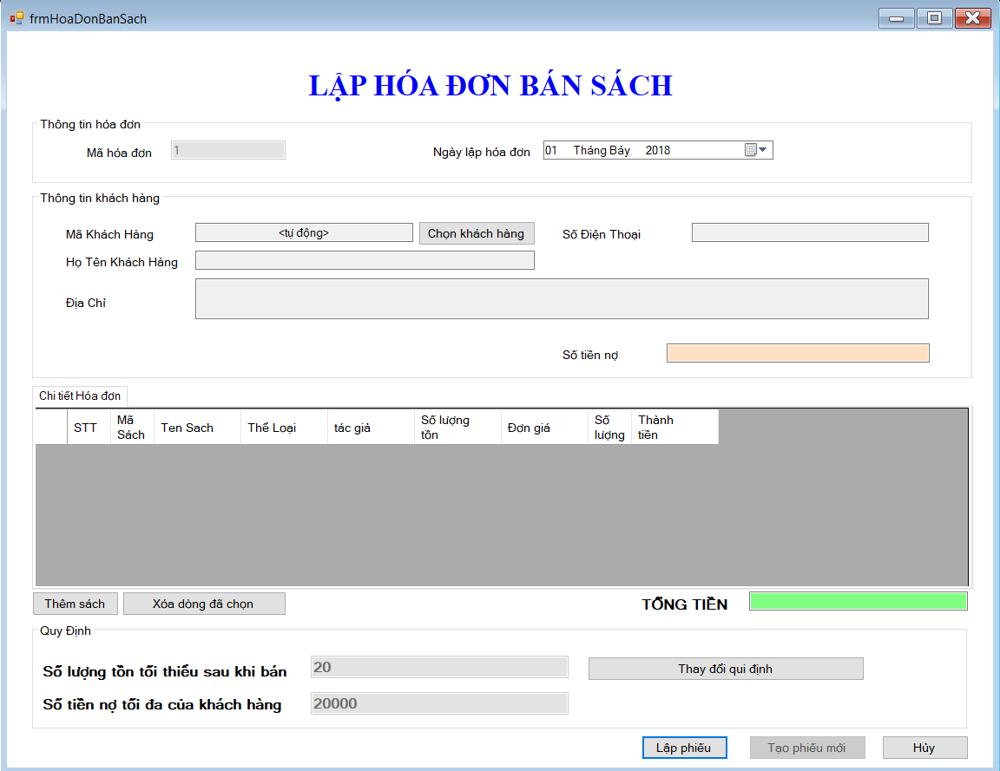 frmHoaDonBanSach
LẬP HÓA ĐƠN BÁN SÁCH
Thông tin hóa đơn
Mã hóa đơn 1 Ngày lập hóa đơn 01 Tháng Bảy 2018
Thông tin khách hàng
Mã Khách Hàng <tự động> Chọn khách hàng Số Điện Thoại
Họ Tên Khách Hàng
Địa Chỉ
Số tiền nợ
Chi tiết Hóa đơn
STT Mã Sách Ten Sach Thể Loại tác giả Số lượng tồn Đơn giá Số lượng Thành tiền
Thêm sách Xóa dòng đã chọn TỔNG TIỀN
Quy Định
Số lượng tồn tối thiểu sau khi bán 20 Thay đổi qui định
Số tiền nợ tối đa của khách hàng 20000
Lập phiếu Tạo phiếu mới Hủy